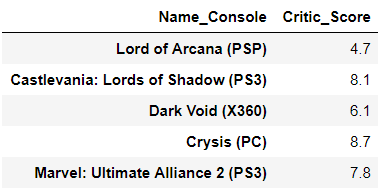 Name_Console Critic_Score
Lord of Arcana (PSP) 4.7
Castlevania: Lords of Shadow (PS3) 8.1
Dark Void (X360) 6.1
Crysis (PC) 8.7
Marvel: Ultimate Alliance 2 (PS3) 7.8